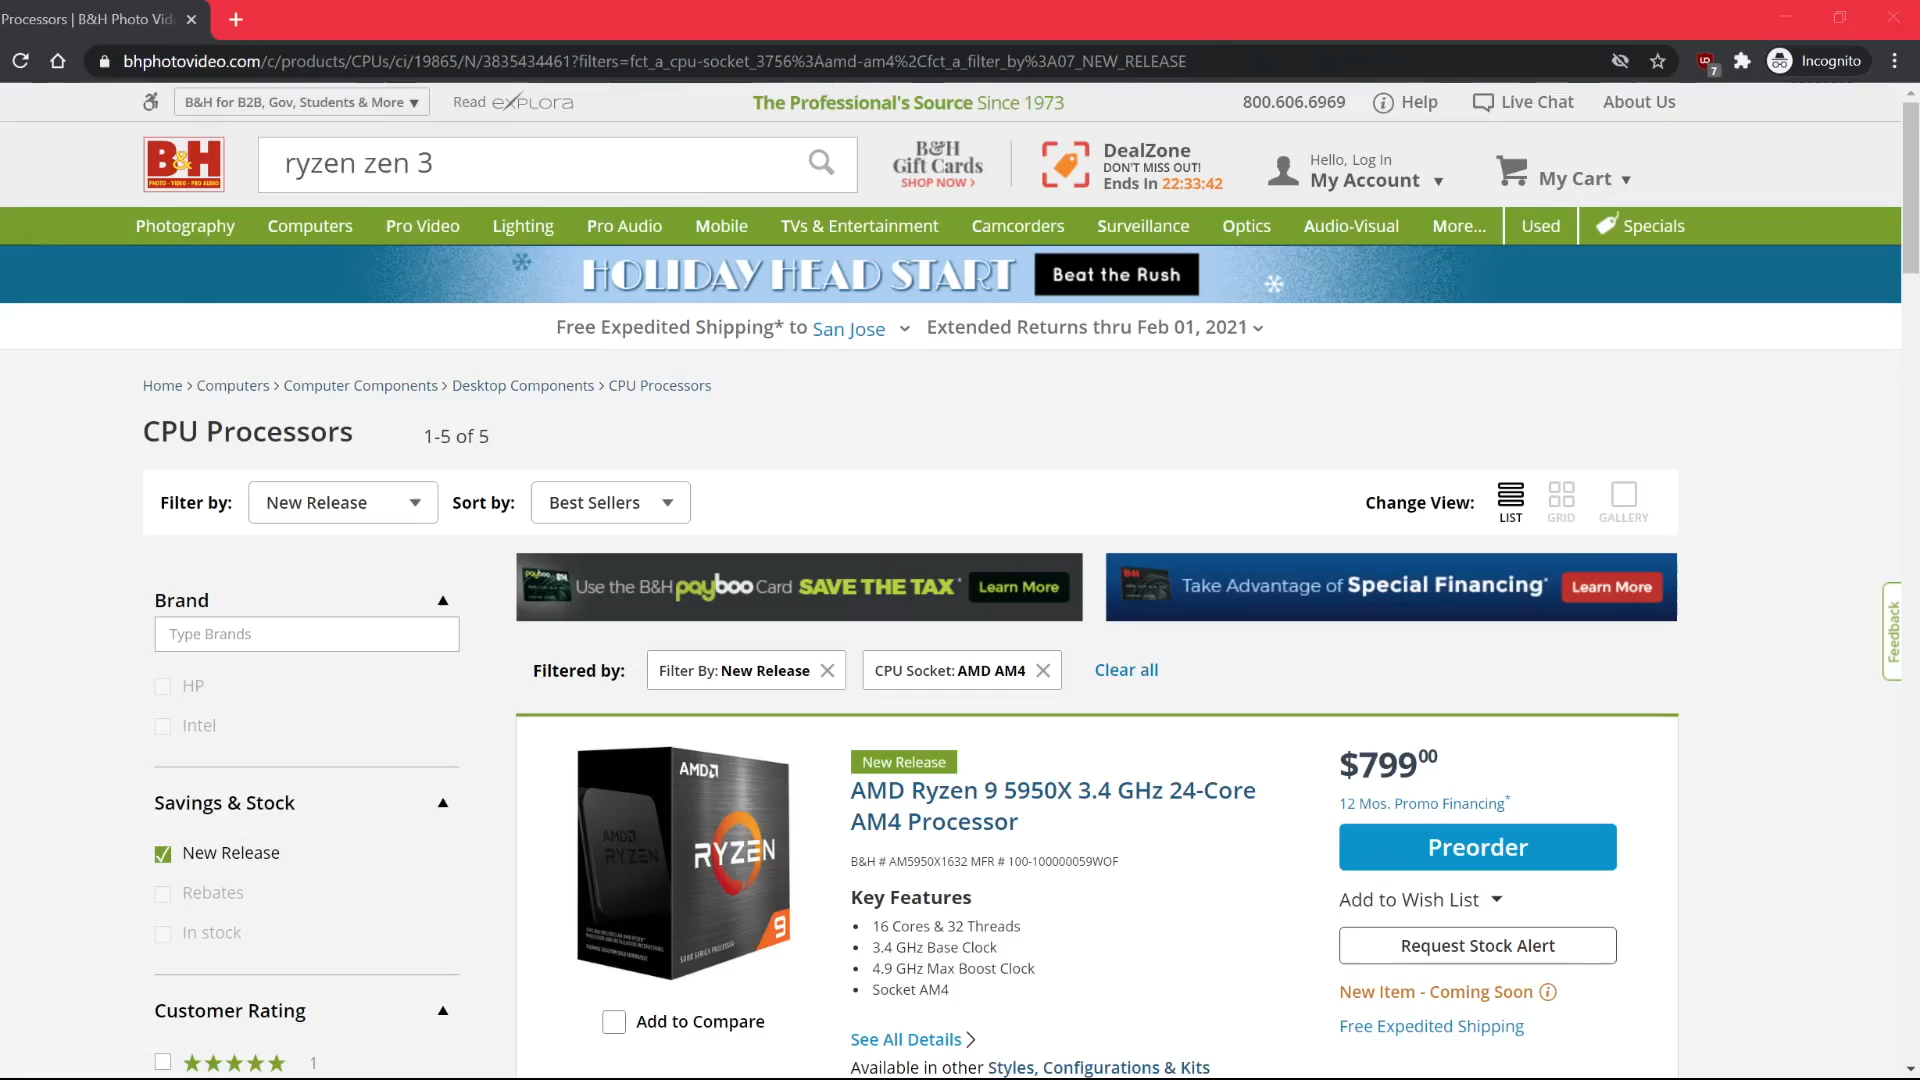 Processors | B&H Photo Vid
bhphotovideo.com/c/products/CPUs/ci/19865/N/3835434461?filters=fct_a_cpu-socket_3756%3Aamd-am4%2Cfct_a_filter_by%3A07_NEW_RELEASE
7
Incognito
B&H for B2B, Gov, Students & More
Read eXPLORA
The Professional's Source Since 1973
800.606.6969
Help
Live Chat
About Us
B&H
PHOTO - VIDEO - PRO AUDIO
ryzen zen 3
B&H
Gift Cards
SHOP NOW >
DealZone
DON'T MISS OUT!
Ends In 22:33:42
Hello, Log In
My Account
My Cart
Photography
Computers
Pro Video
Lighting
Pro Audio
Mobile
TVs & Entertainment
Camcorders
Surveillance
Optics
Audio-Visual
More...
Used
Specials
HOLIDAY HEAD START
Beat the Rush
Free Expedited Shipping* to San Jose
Extended Returns thru Feb 01, 2021
Home > Computers > Computer Components > Desktop Components > CPU Processors
CPU Processors
1-5 of 5
Filter by:
New Release
Sort by:
Best Sellers
Change View:
LIST
GRID
GALLERY
Use the B&H payboo Card SAVE THE TAX*
Learn More
Take Advantage of Special Financing*
Learn More
Feedback
Brand
Type Brands
HP
Intel
Savings & Stock
New Release
Rebates
In stock
Customer Rating
1
Filtered by:
Filter By: New Release
CPU Socket: AMD AM4
Clear all
AMD
AMD
RYZEN
RYZEN
9
New Release
AMD Ryzen 9 5950X 3.4 GHz 24-Core
AM4 Processor
B&H # AM5950X1632 MFR # 100-100000059WOF
Key Features
• 16 Cores & 32 Threads
• 3.4 GHz Base Clock
• 4.9 GHz Max Boost Clock
• Socket AM4
Add to Compare
See All Details
Available in other Styles, Configurations & Kits
$799.00
12 Mos. Promo Financing*
Preorder
Add to Wish List
Request Stock Alert
New Item - Coming Soon
Free Expedited Shipping